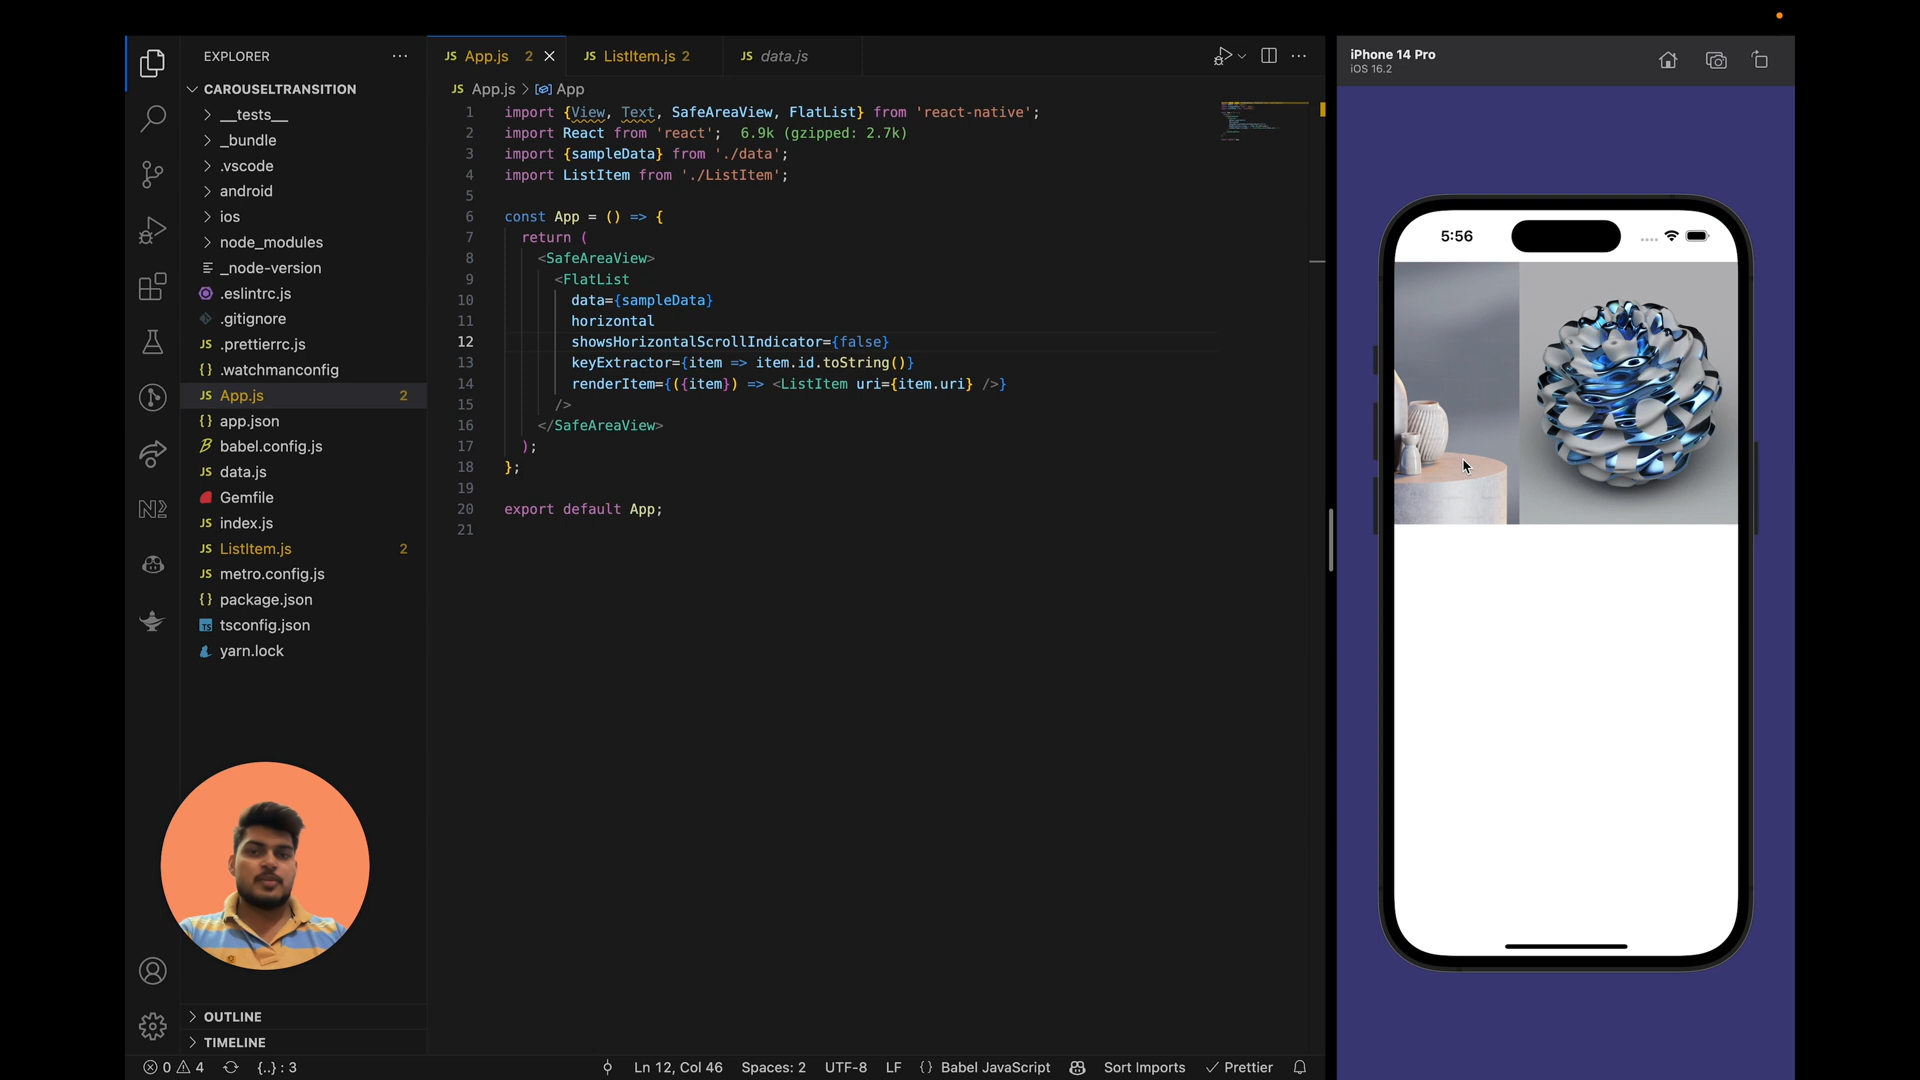 EXPLORER
CAROUSELTRANSITION
__tests__
_bundle
.vscode
android
ios
node_modules
_node-version
.eslintrc.js
.gitignore
.prettierrc.js
{} .watchmanconfig
JS App.js 2
{} app.json
babel.config.js
JS data.js
Gemfile
JS index.js
JS ListItem.js 2
JS metro.config.js
{} package.json
TS tsconfig.json
yarn.lock
OUTLINE
TIMELINE
JS App.js 2
JS ListItem.js 2
JS data.js
JS App.js > App
1 import {View, Text, SafeAreaView, FlatList} from 'react-native';
2 import React from 'react'; 6.9k (gzipped: 2.7k)
3 import {sampleData} from './data';
4 import ListItem from './ListItem';
5
6 const App = () => {
7 return (
8 <SafeAreaView>
9 <FlatList
10 data={sampleData}
11 horizontal
12 showsHorizontalScrollIndicator={false}
13 keyExtractor={item => item.id.toString()}
14 renderItem={({item}) => <ListItem uri={item.uri} />}
15 />
16 </SafeAreaView>
17 );
18 };
19
20 export default App;
21
iPhone 14 Pro
iOS 16.2
5:56
0 4 {..} : 3 Ln 12, Col 46 Spaces: 2 UTF-8 LF {} Babel JavaScript Sort Imports Prettier